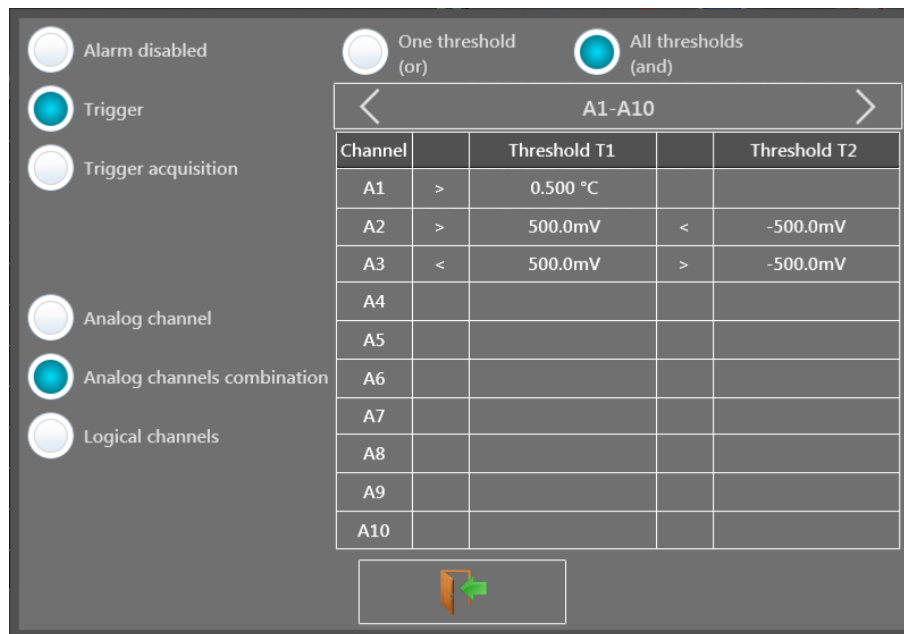 Alarm disabled
One threshold
(or)
All thresholds
(and)
Trigger
A1-A10
Trigger acquisition
Channel Threshold T1 Threshold T2
A1 > 0.500 °C
A2 > 500.0mV < -500.0mV
A3 < 500.0mV > -500.0mV
A4
A5
A6
A7
A8
A9
A10
Analog channel
Analog channels combination
Logical channels